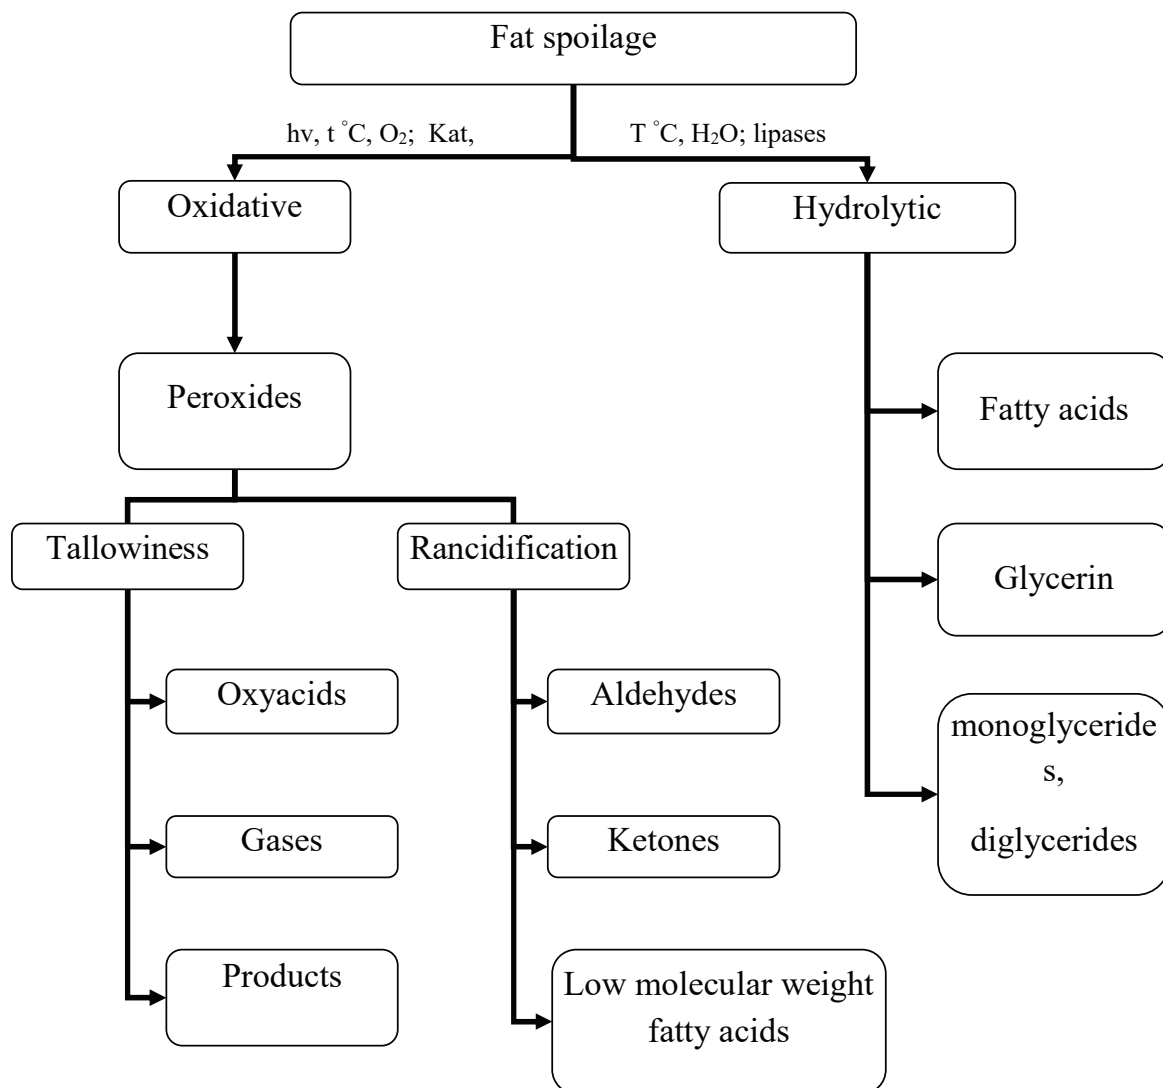 Fat spoilage
hv, t °C, O₂;  Kat,
T °C, H₂O; lipases
Oxidative
Hydrolytic
Peroxides
Fatty acids
Tallowiness
Rancidification
Glycerin
Oxyacids
Aldehydes
monoglyceride
s,
diglycerides
Gases
Ketones
Products
Low molecular weight
fatty acids